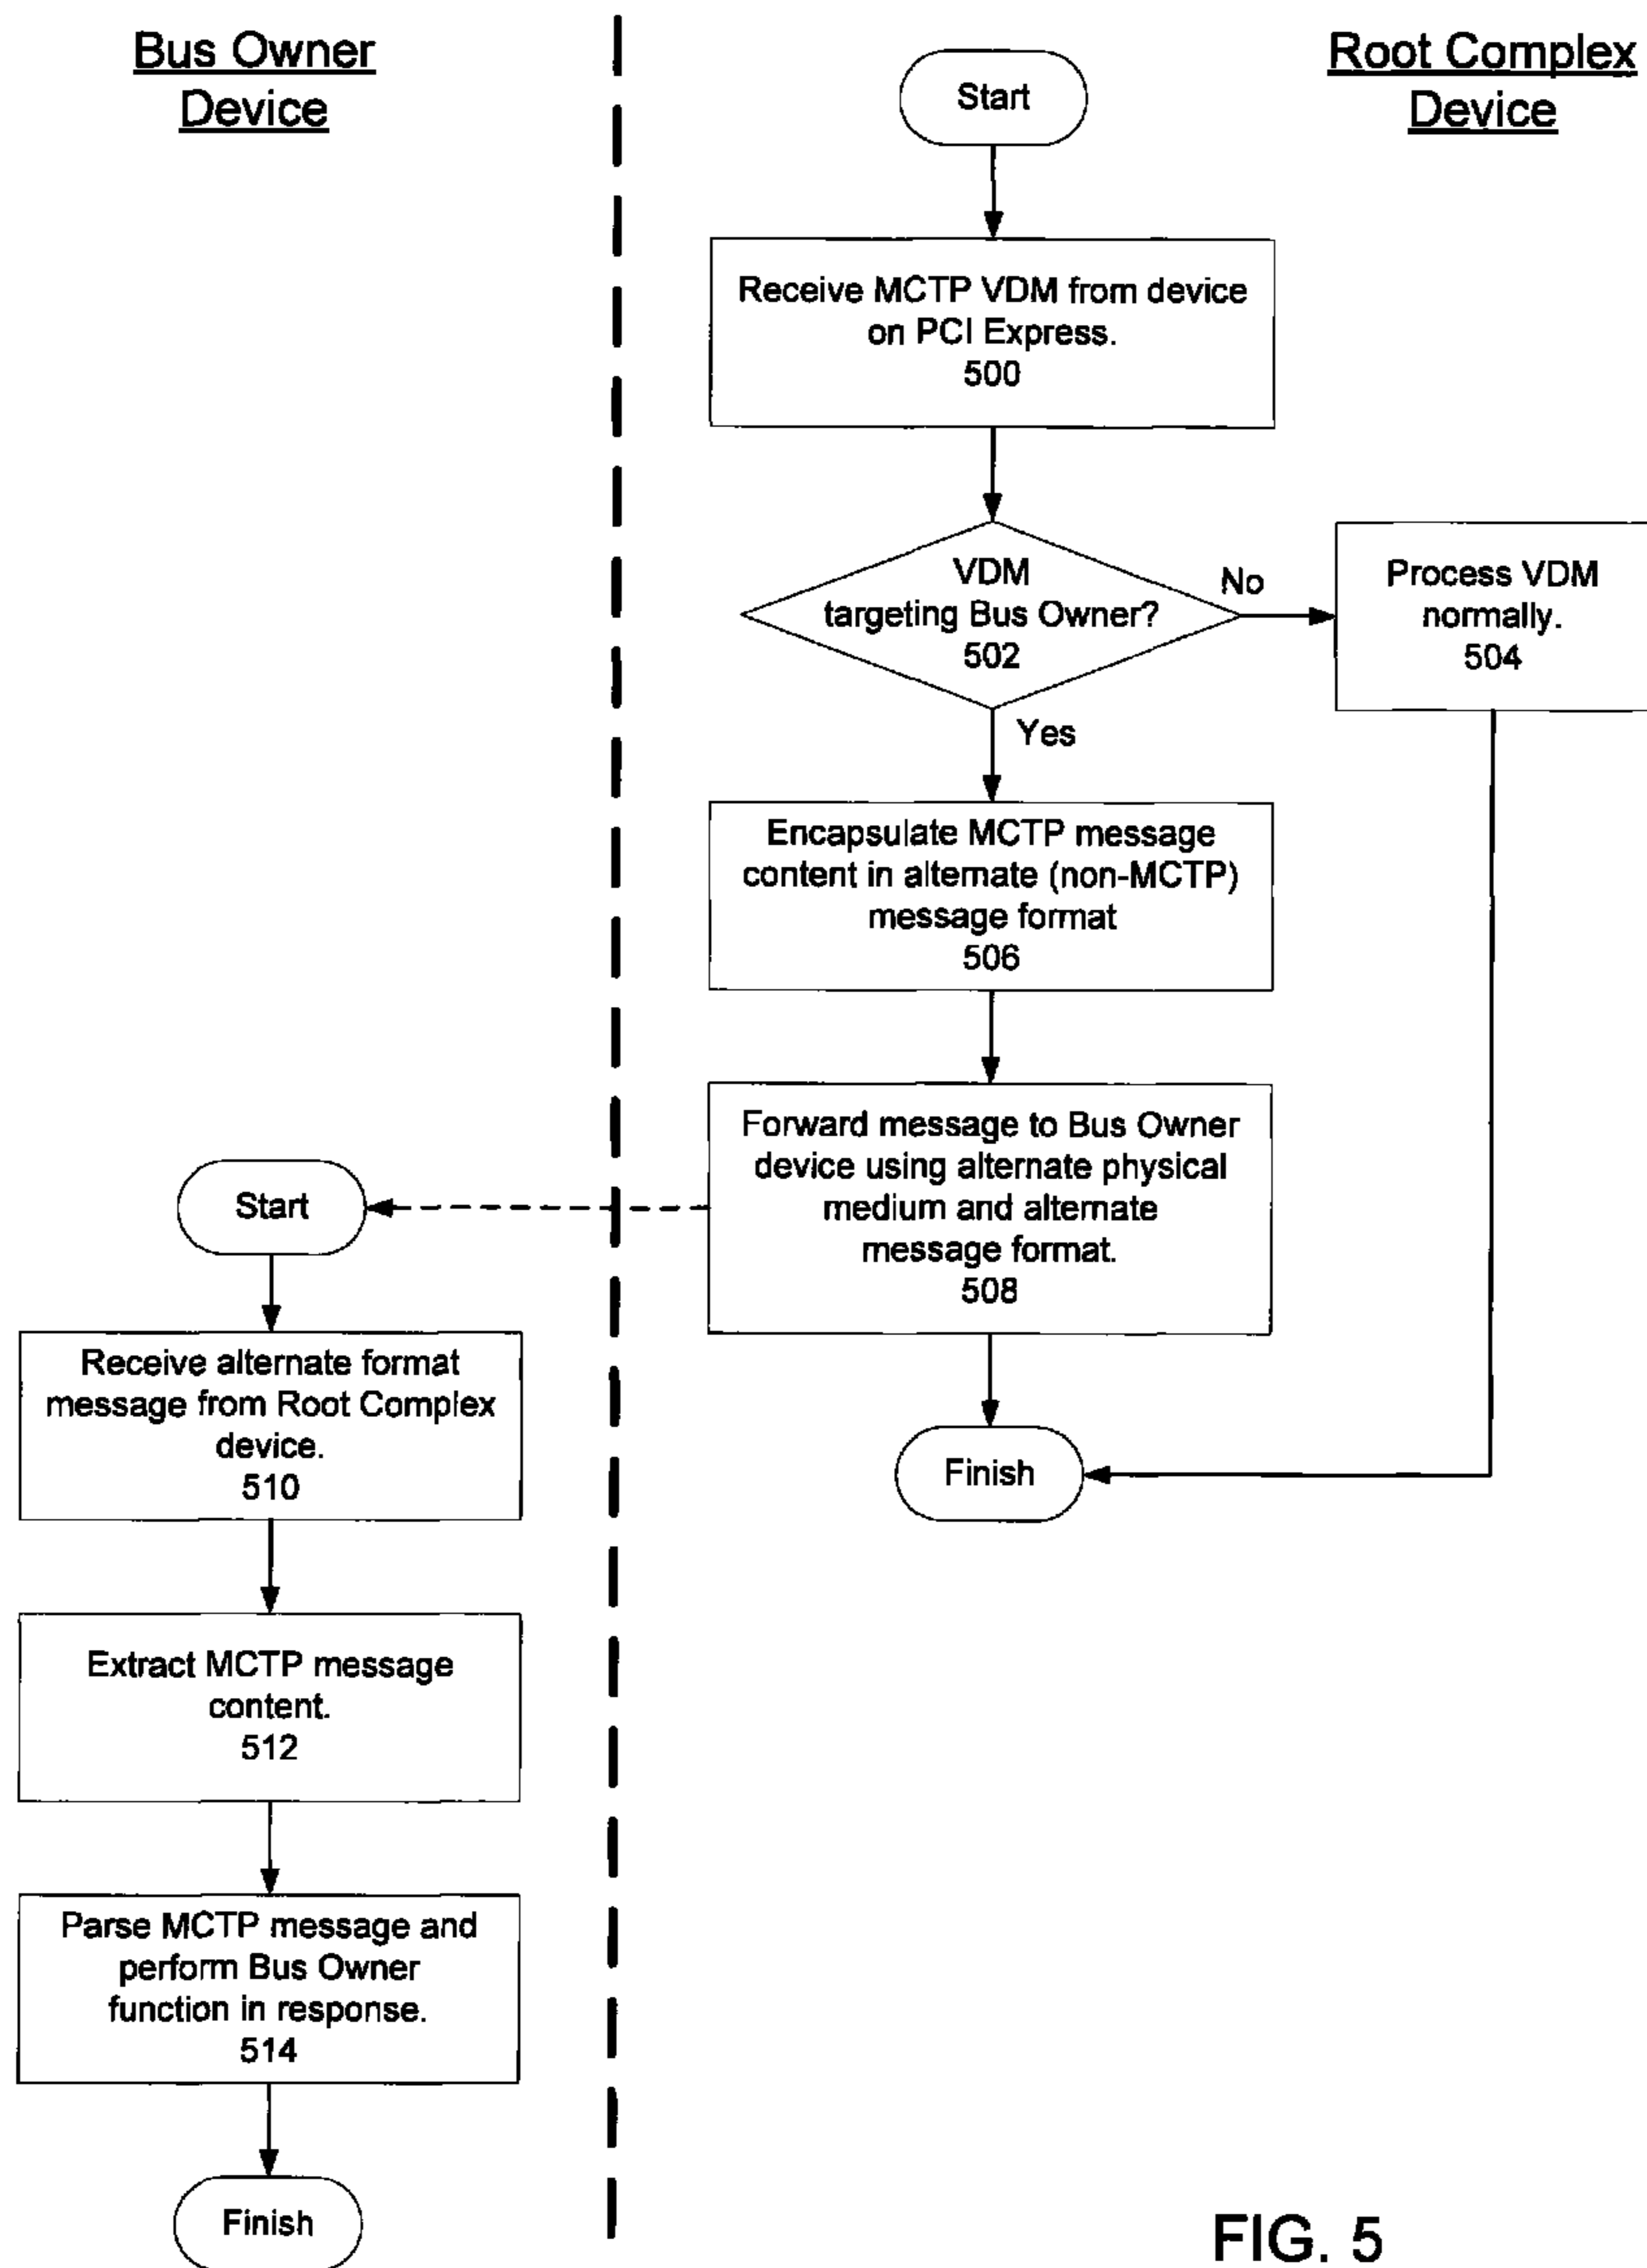 Bus Owner
Device
Root Complex
Device
Start
Receive MCTP VDM from device
on PCI Express.
500
VDM
targeting Bus Owner?
502
No
Process VDM
normally.
504
Yes
Encapsulate MCTP message
content in alternate (non-MCTP)
message format
506
Forward message to Bus Owner
device using alternate physical
medium and alternate
message format.
508
Finish
Start
Receive alternate format
message from Root Complex
device.
510
Extract MCTP message
content.
512
Parse MCTP message and
perform Bus Owner
function in response.
514
Finish
FIG. 5